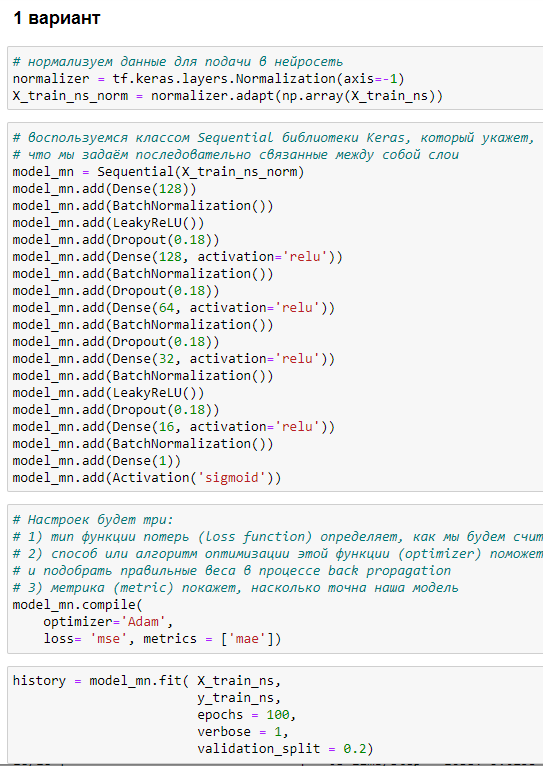 1 вариант
# нормализуем данные для подачи в нейросеть
normalizer = tf.keras.layers.Normalization(axis=-1)
X_train_ns_norm = normalizer.adapt(np.array(X_train_ns))
# воспользуемся классом Sequential библиотеки Keras, который укажет,
# что мы задаём последовательно связанные между собой слои
model_mn = Sequential(X_train_ns_norm)
model_mn.add(Dense(128))
model_mn.add(BatchNormalization())
model_mn.add(LeakyReLU())
model_mn.add(Dropout(0.18))
model_mn.add(Dense(128, activation='relu'))
model_mn.add(BatchNormalization())
model_mn.add(Dropout(0.18))
model_mn.add(Dense(64, activation='relu'))
model_mn.add(BatchNormalization())
model_mn.add(Dropout(0.18))
model_mn.add(Dense(32, activation='relu'))
model_mn.add(BatchNormalization())
model_mn.add(LeakyReLU())
model_mn.add(Dropout(0.18))
model_mn.add(Dense(16, activation='relu'))
model_mn.add(BatchNormalization())
model_mn.add(Dense(1))
model_mn.add(Activation('sigmoid'))
# Настроек будет три:
# 1) тип функции потерь (loss function) определяет, как мы будем счит
# 2) способ или алгоритм оптимизации этой функции (optimizer) поможет
# и подобрать правильные веса в процессе back propagation
# 3) метрика (metric) покажет, насколько точна наша модель
model_mn.compile(
optimizer='Adam',
loss= 'mse', metrics = ['mae'])
history = model_mn.fit( X_train_ns,
y_train_ns,
epochs = 100,
verbose = 1,
validation_split = 0.2)